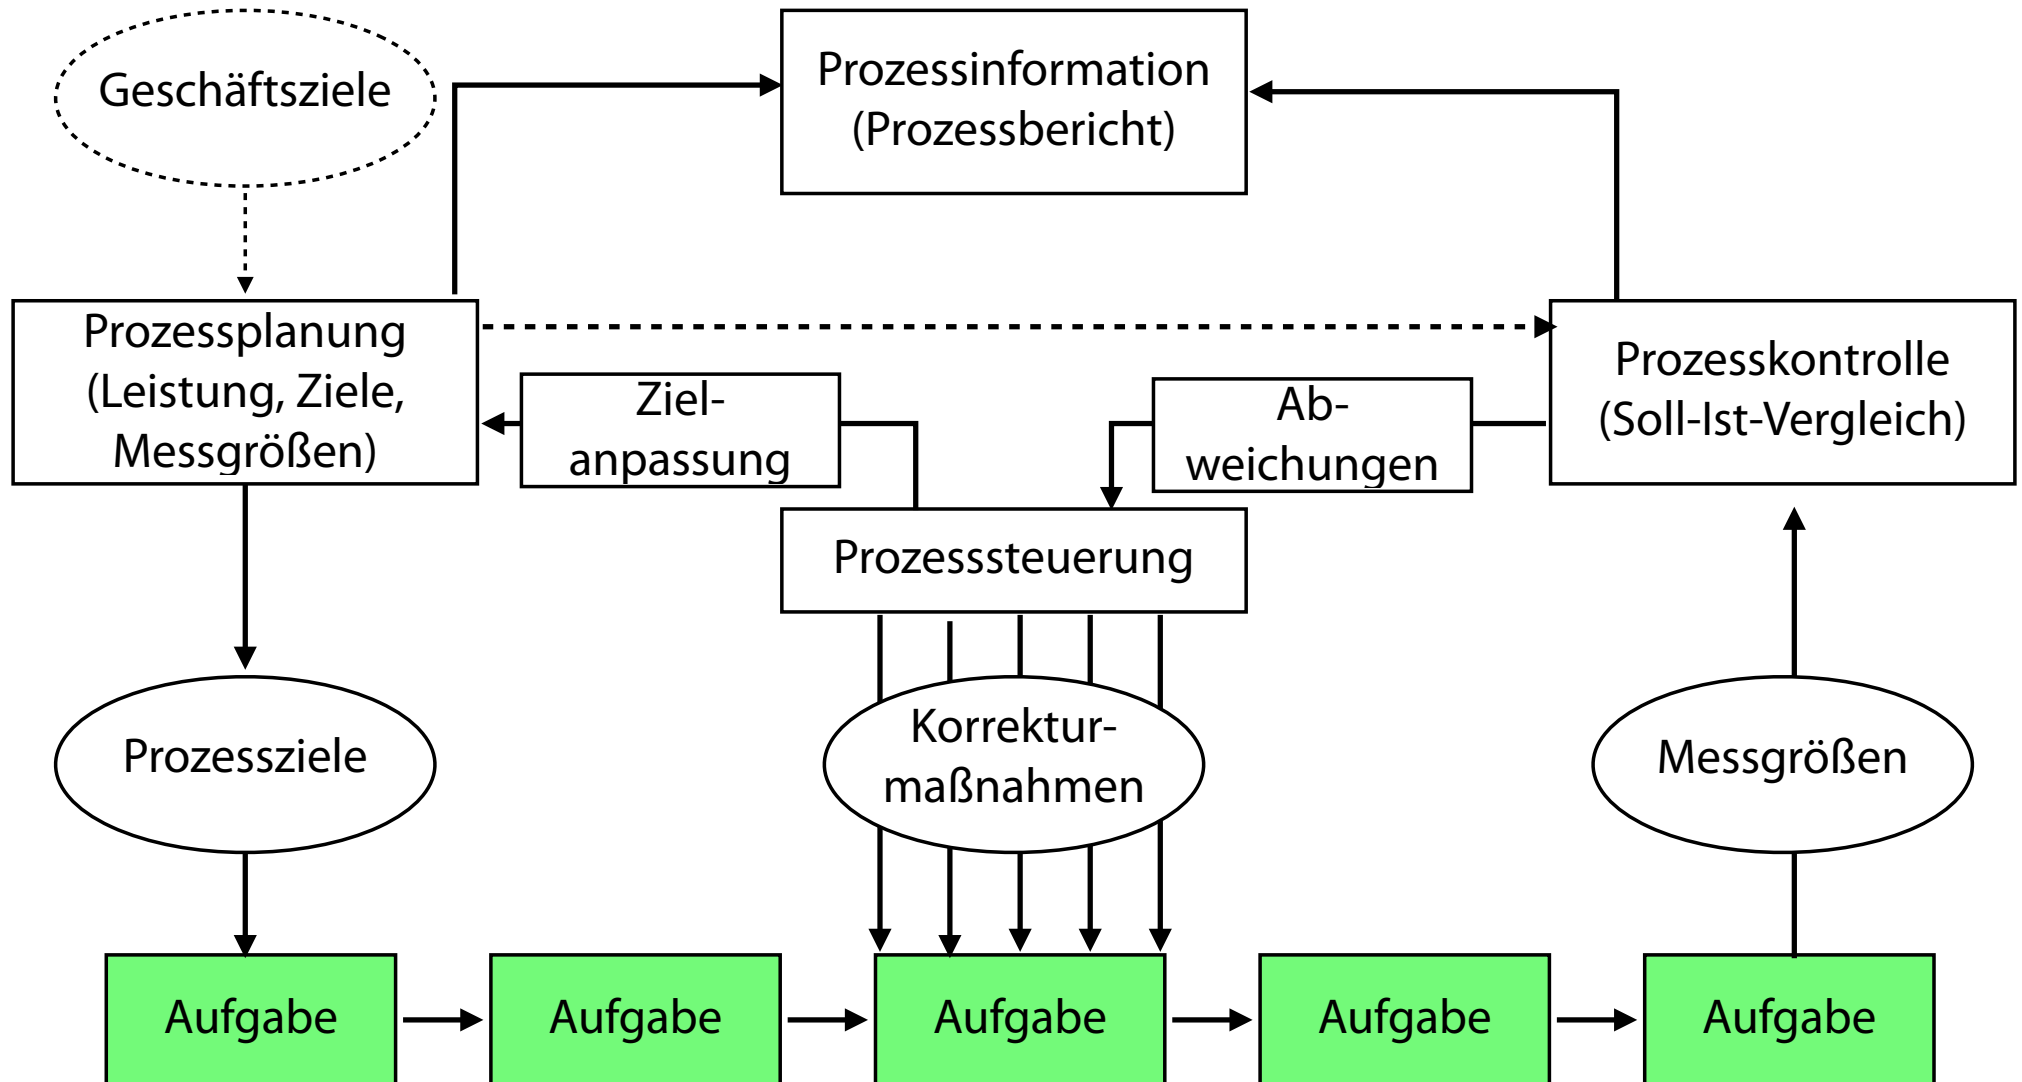 Geschäftsziele
Prozessinformation
(Prozessbericht)
Prozessplanung
(Leistung, Ziele,
Messgrößen)
Ziel-
anpassung
Ab-
weichungen
Prozesskontrolle
(Soll-Ist-Vergleich)
Prozesssteuerung
Prozessziele
Korrektur-
maßnahmen
Messgrößen
Aufgabe
Aufgabe
Aufgabe
Aufgabe
Aufgabe